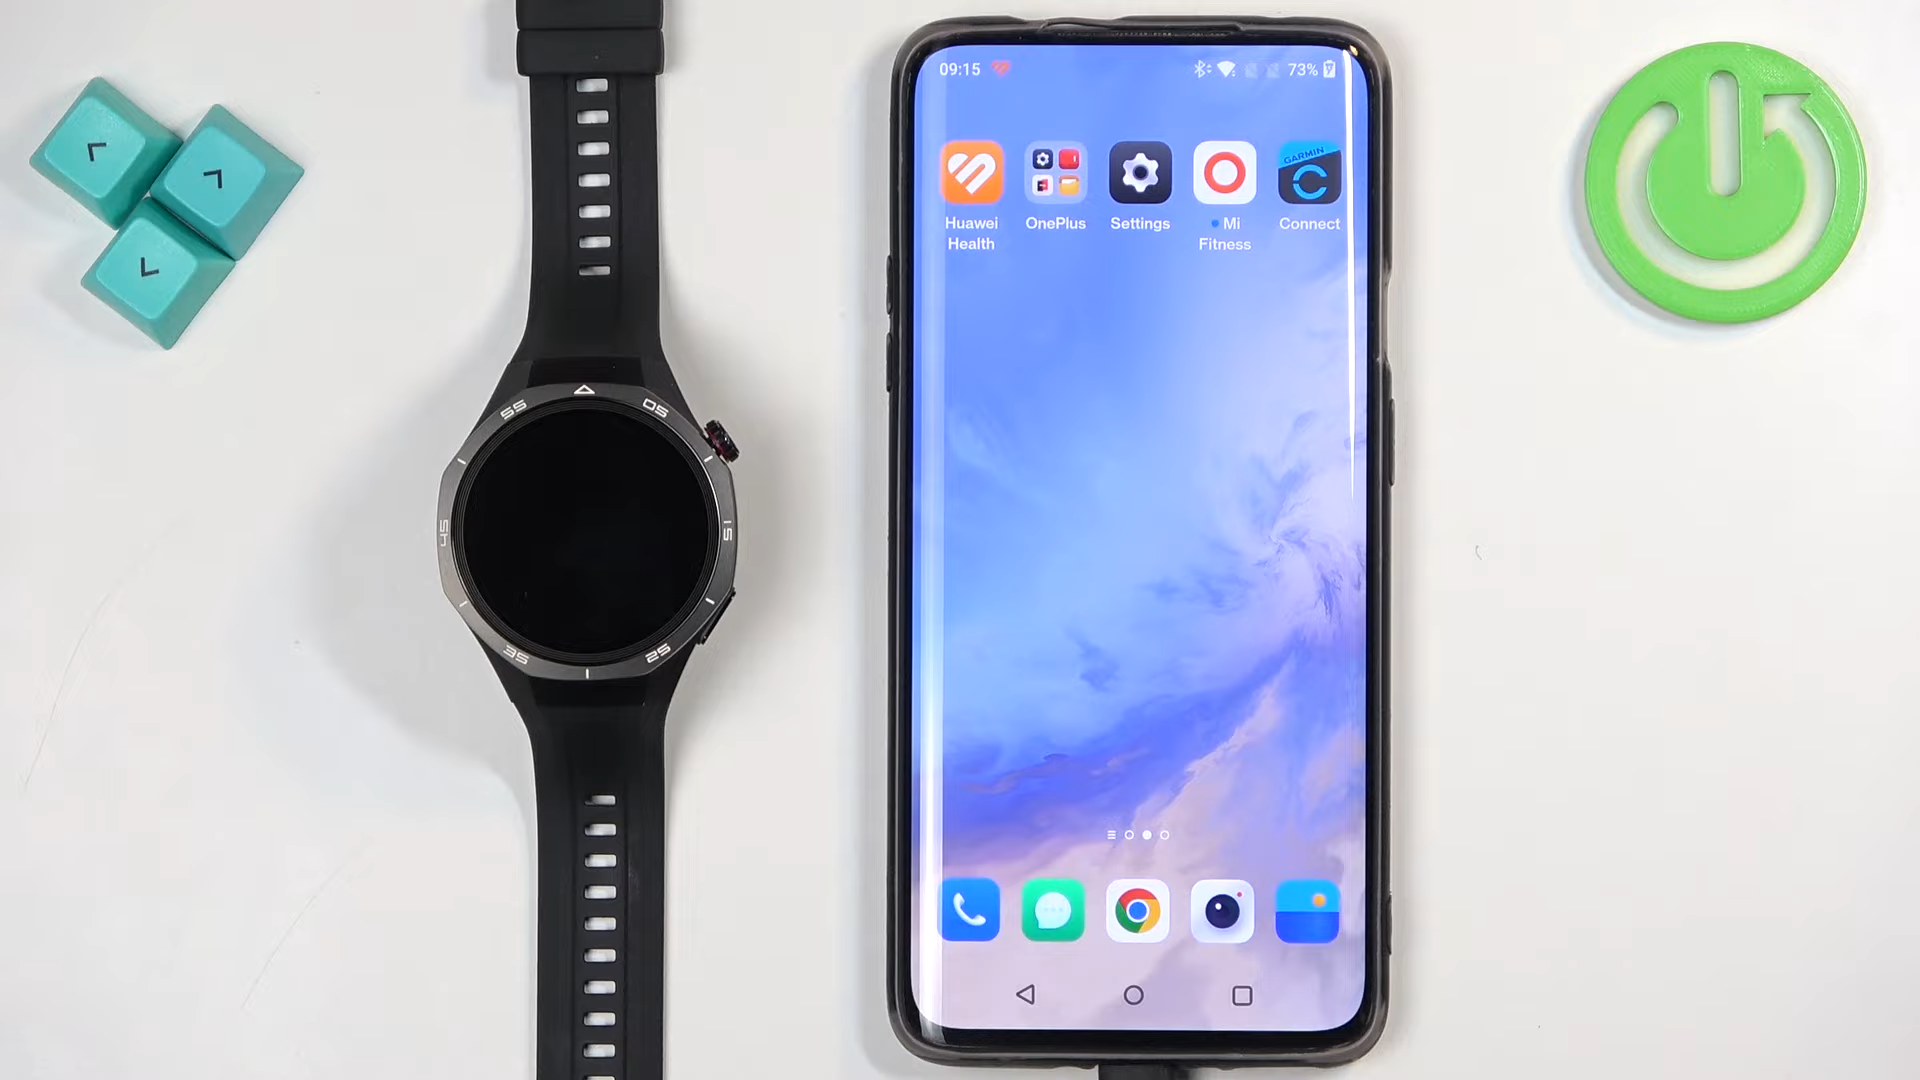 09:15
73%
GARMIN
Huawei
Health
OnePlus
Settings
Mi
Fitness
Connect
55
05
45
15
35
25